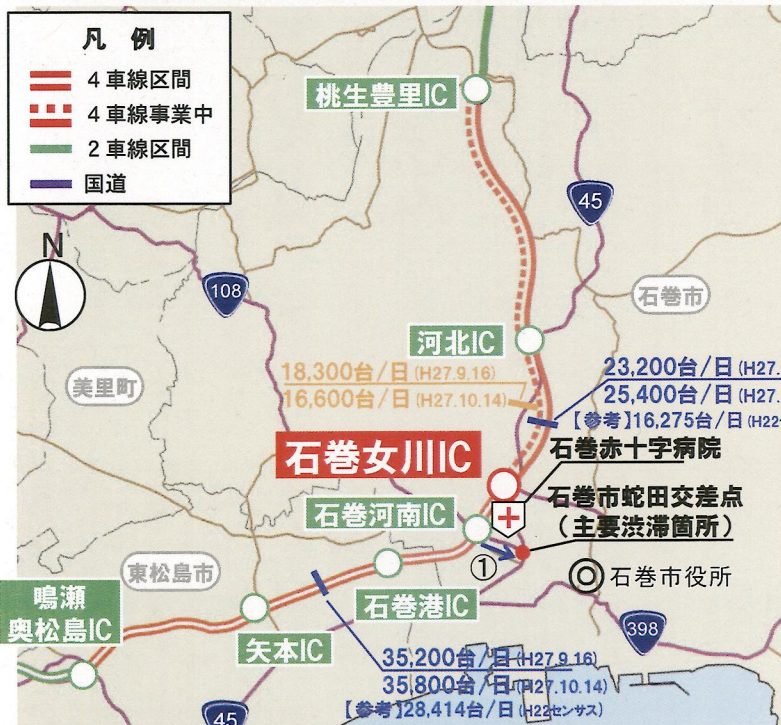 凡例
4車線区間
4車線事業中
2車線区間
国道
N
桃生豊里IC
45
108
石巻市
河北IC
美里町
18,300台/日(H27.9.16)
16,600台/日(H27.10.14)
23,200台/日(H27.
25,400台/日(H27.
【参考】16,275台/日(H22
石巻女川IC
石巻赤十字病院
石巻河南IC
石巻市蛇田交差点
(主要渋滞箇所)
①
東松島市
石巻市役所
鳴瀬
奥松島IC
石巻港IC
矢本IC
398
35,200台/日(H27.9.16)
35,800台/日(H27.10.14)
【参考】28,414台/日(H22センサス)
45